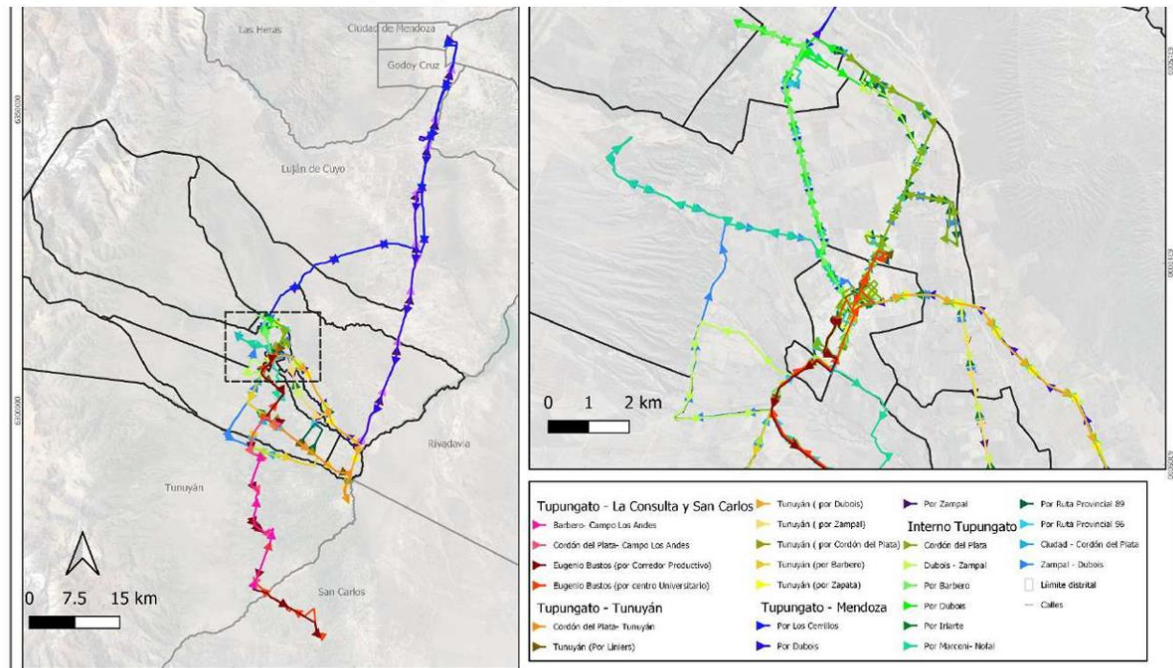 Las Heras
Ciudad de Mendoza
Godoy Cruz
Luján de Cuyo
Rivadavia
Tunuyán
San Carlos
6350000
6300000
0 7.5 15 km
0 1 2 km
Tupungato - La Consulta y San Carlos
Barbero- Campo Los Andes
Cordón del Plata- Campo Los Andes
Eugenio Bustos (por Corredor Productivo)
Eugenio Bustos (por centro Universitario)
Tupungato - Tunuyán
Cordón del Plata- Tunuyán
Tunuyán (Por Liniers)
Tunuyán ( por Dubois)
Tunuyán ( por Zampal)
Tunuyán ( por Cordón del Plata)
Tunuyán (por Barbero)
Tunuyán (por Zapata)
Tupungato - Mendoza
Por Los Cerrillos
Por Dubois
Por Zampal
Interno Tupungato
Cordón del Plata
Dubois - Zampal
Por Barbero
Por Dubois
Por Iriarte
Por Marconi- Nofal
Por Ruta Provincial 89
Por Ruta Provincial 96
Ciudad - Cordón del Plata
Zampal - Dubois
Límite distrital
Calles